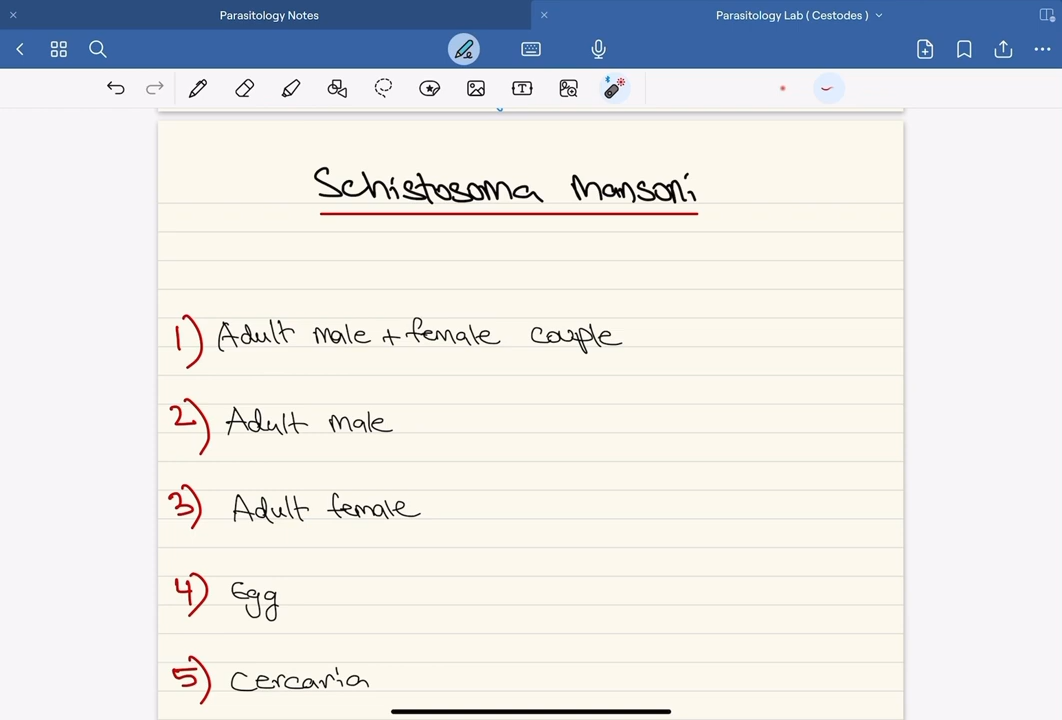 Parasitology Notes
Parasitology Lab ( Cestodes )
Schistosoma Mansoni
1) Adult male + female couple
2) Adult male
3) Adult female
4) Egg
5) Cercaria